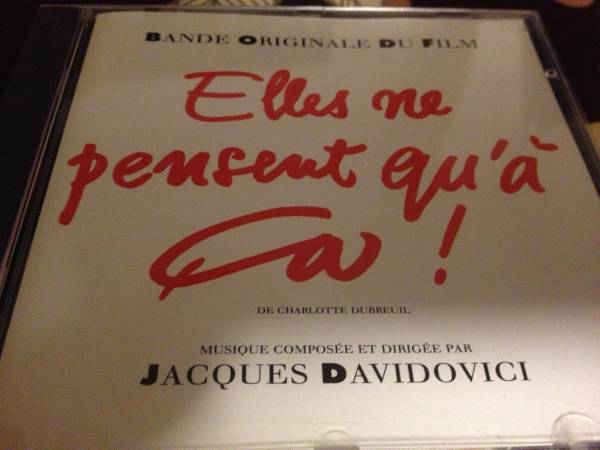 BANDE ORIGINALE DU FILM
Elles ne
pensent qu'à
ça !
DE CHARLOTTE DUBREUIL
MUSIQUE COMPOSÉE ET DIRIGÉE PAR
JACQUES DAVIDOVICI